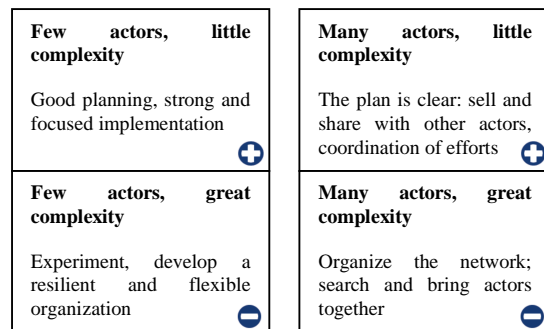 Few actors, little
complexity
Good planning, strong and
focused implementation
Many actors, little
complexity
The plan is clear: sell and
share with other actors,
coordination of efforts
Few actors, great
complexity
Experiment, develop a
resilient and flexible
organization
Many actors, great
complexity
Organize the network;
search and bring actors
together